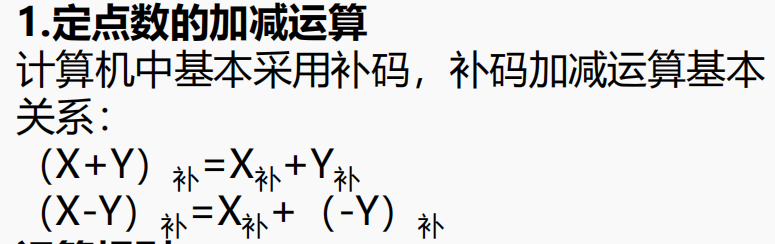 1.定点数的加减运算
计算机中基本采用补码，补码加减运算基本
关系：
（X+Y）补=X补+Y补
（X-Y）补=X补+（-Y）补